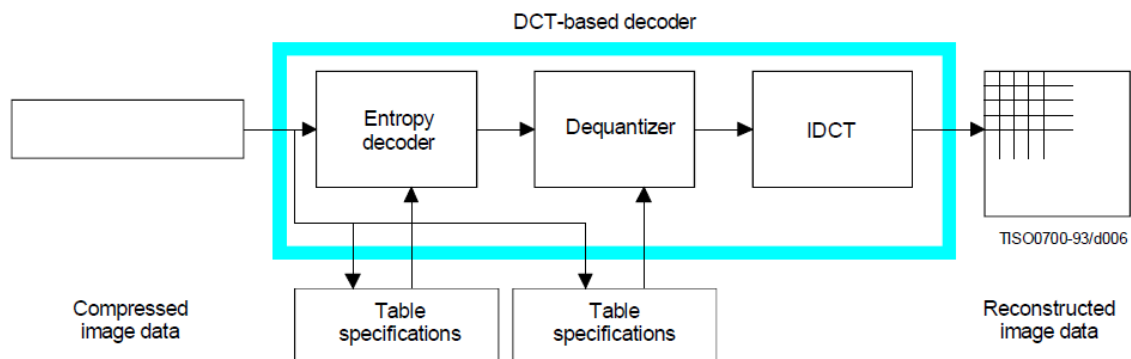 DCT-based decoder
Entropy
decoder
Dequantizer
IDCT
TISO0700-93/d006
Compressed
image data
Table
specifications
Table
specifications
Reconstructed
image data